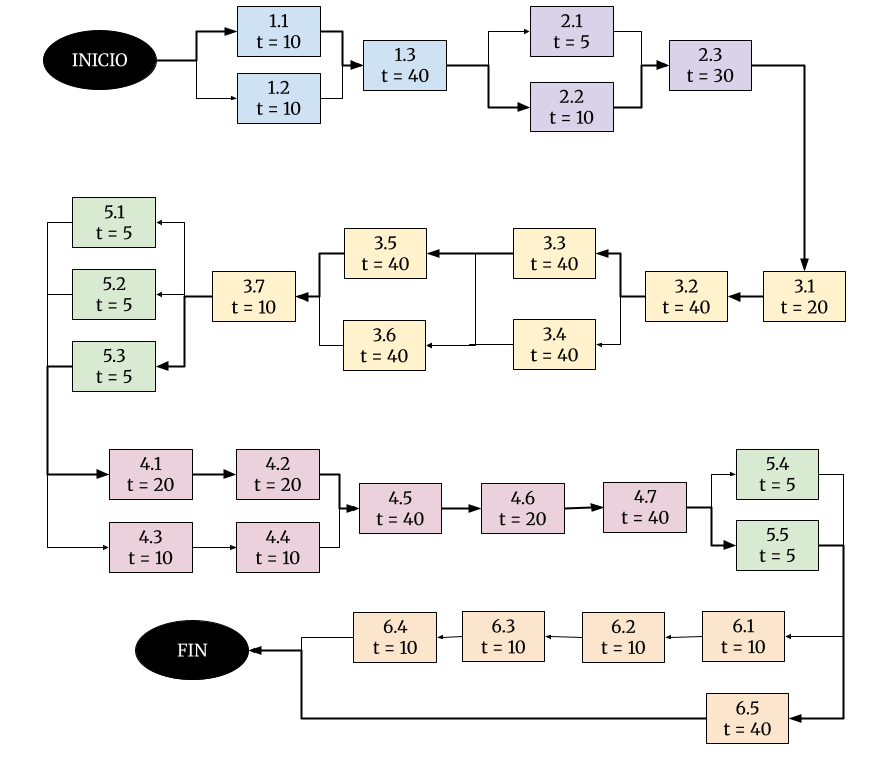 INICIO
1.1
t = 10
1.2
t = 10
1.3
t = 40
2.1
t = 5
2.2
t = 10
2.3
t = 30
3.1
t = 20
3.2
t = 40
3.3
t = 40
3.4
t = 40
3.5
t = 40
3.6
t = 40
3.7
t = 10
5.1
t = 5
5.2
t = 5
5.3
t = 5
4.1
t = 20
4.2
t = 20
4.3
t = 10
4.4
t = 10
4.5
t = 40
4.6
t = 20
4.7
t = 40
5.4
t = 5
5.5
t = 5
6.1
t = 10
6.2
t = 10
6.3
t = 10
6.4
t = 10
6.5
t = 40
FIN